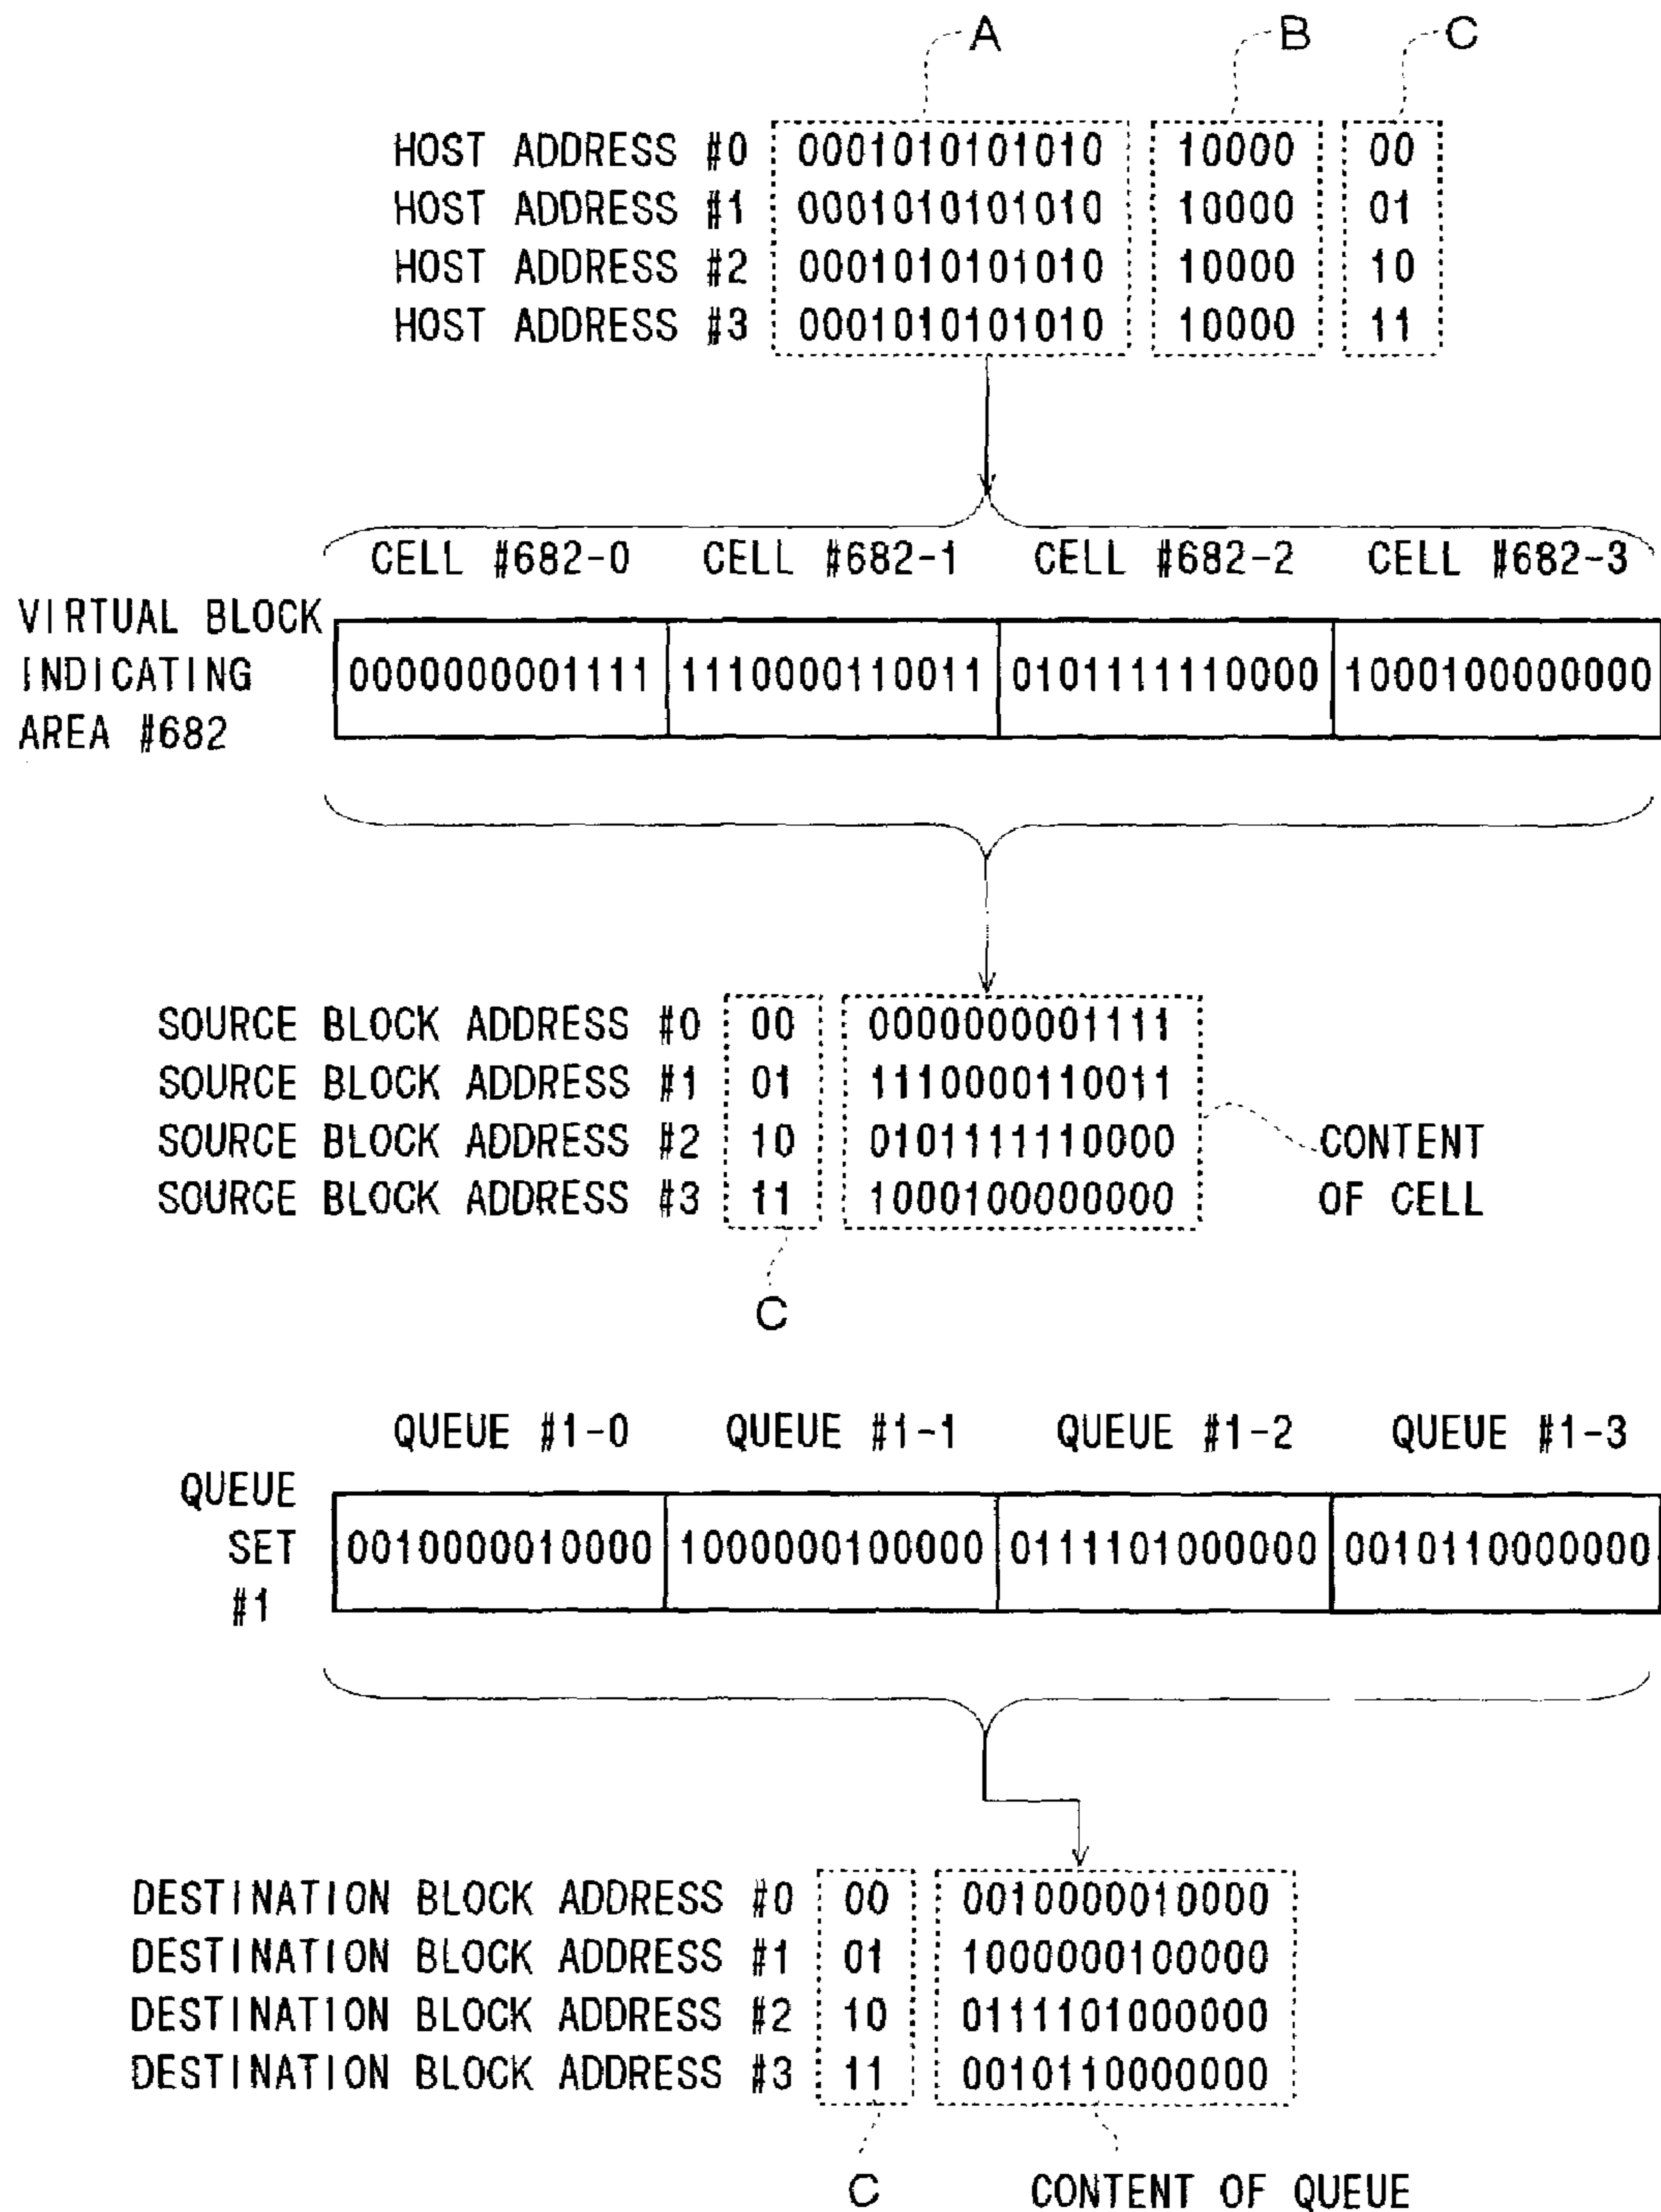 A B C
HOST ADDRESS #0 0001010101010 10000 00
HOST ADDRESS #1 0001010101010 10000 01
HOST ADDRESS #2 0001010101010 10000 10
HOST ADDRESS #3 0001010101010 10000 11
CELL #682-0 CELL #682-1 CELL #682-2 CELL #682-3
VIRTUAL BLOCK
INDICATING
AREA #682
0000000001111 1110000110011 0101111110000 1000100000000
SOURCE BLOCK ADDRESS #0 00 0000000001111
SOURCE BLOCK ADDRESS #1 01 1110000110011
SOURCE BLOCK ADDRESS #2 10 0101111110000
SOURCE BLOCK ADDRESS #3 11 1000100000000
CONTENT
OF CELL
C
QUEUE #1-0 QUEUE #1-1 QUEUE #1-2 QUEUE #1-3
QUEUE
SET
#1
0010000010000 1000000100000 0111101000000 0010110000000
DESTINATION BLOCK ADDRESS #0 00 0010000010000
DESTINATION BLOCK ADDRESS #1 01 1000000100000
DESTINATION BLOCK ADDRESS #2 10 0111101000000
DESTINATION BLOCK ADDRESS #3 11 0010110000000
C CONTENT OF QUEUE